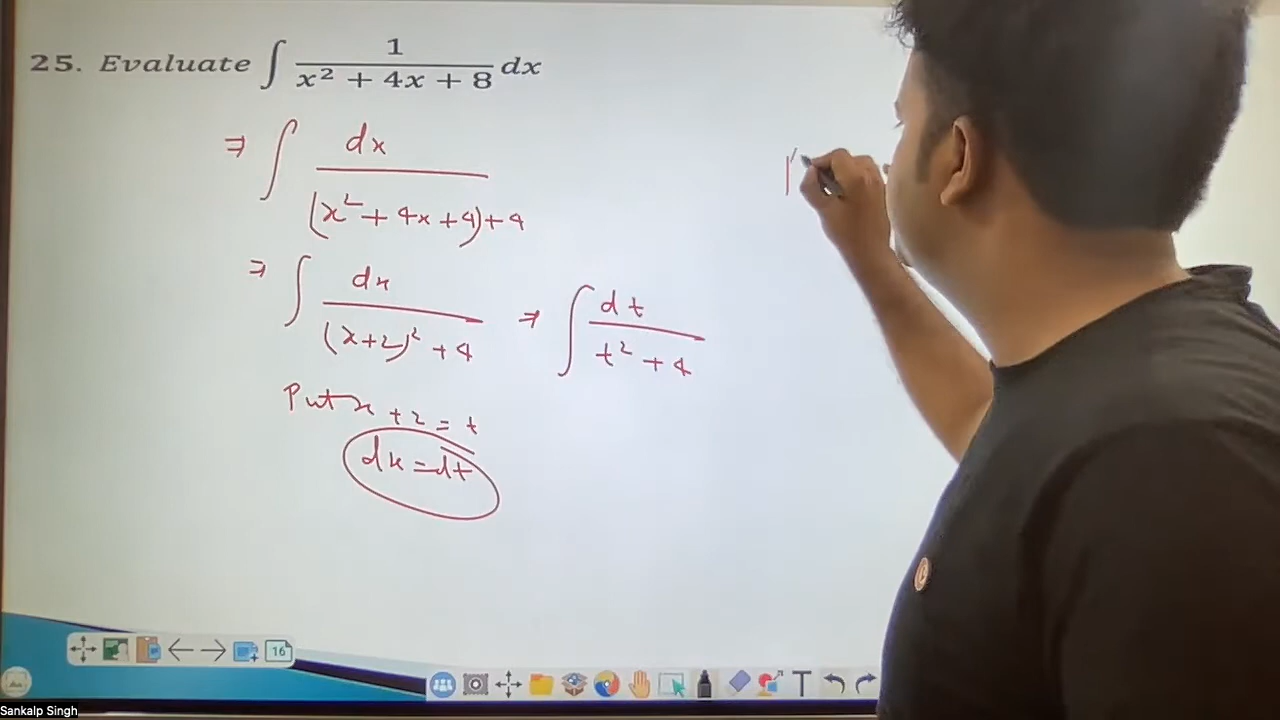 25. Evaluate ∫ 1/(x² + 4x + 8) dx
⇒ ∫ dx/((x² + 4x + 4) + 4)
⇒ ∫ dx/((x+2)² + 4) ⇒ ∫ dt/(t² + 4)
Put x + 2 = t
dx = dt
16
T
Sankalp Singh